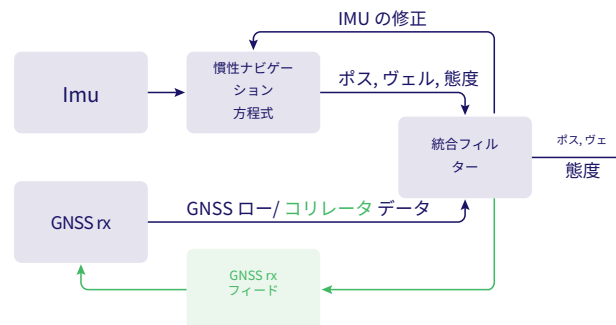 IMU の修正
慣性ナビゲー
ション
方程式
Imu
ポス, ヴェル, 態度
統合フィル
ター
ポス, ヴェ
態度
GNSS rx
GNSS ロー/ コリレータ データ
GNSS rx
フィード